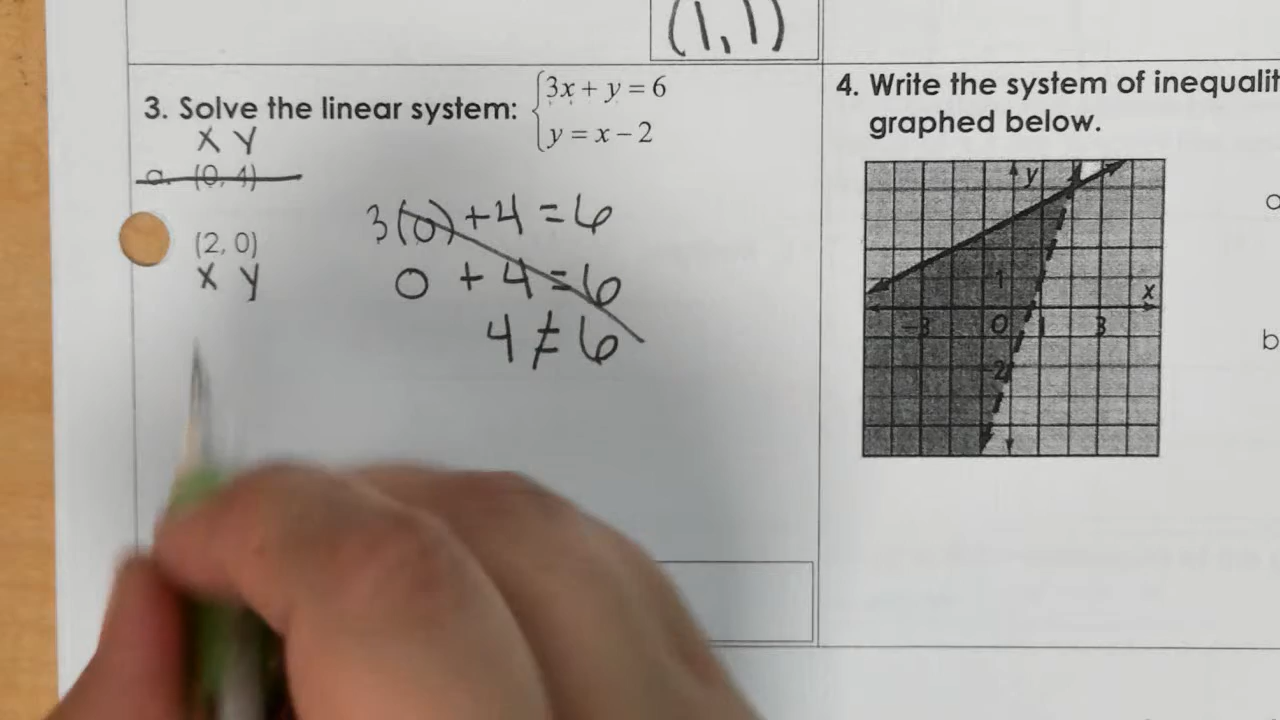 (1,1)
3. Solve the linear system: {3x + y = 6
y = x − 2
X Y
a. (0, 4)
(2, 0)
X Y
3(0) + 4 = 6
0 + 4 = 6
4 ≠ 6
4. Write the system of
graphed below.
y
1
x
−3 0 1 3
−2
b